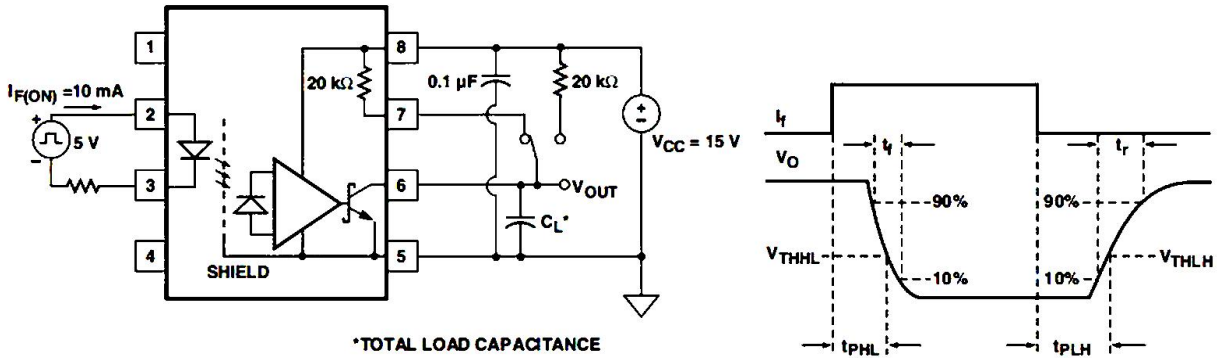 1
8
I_F(ON) =10 mA
20 kΩ
0.1 µF
20 kΩ
2
7
+
5 V
–
+
–
V_CC = 15 V
3
6
V_OUT
C_L*
4
SHIELD
5
*TOTAL LOAD CAPACITANCE
I_f
V_O
t_f
t_r
90%
90%
V_THHL
V_THLH
10%
10%
t_PHL
t_PLH